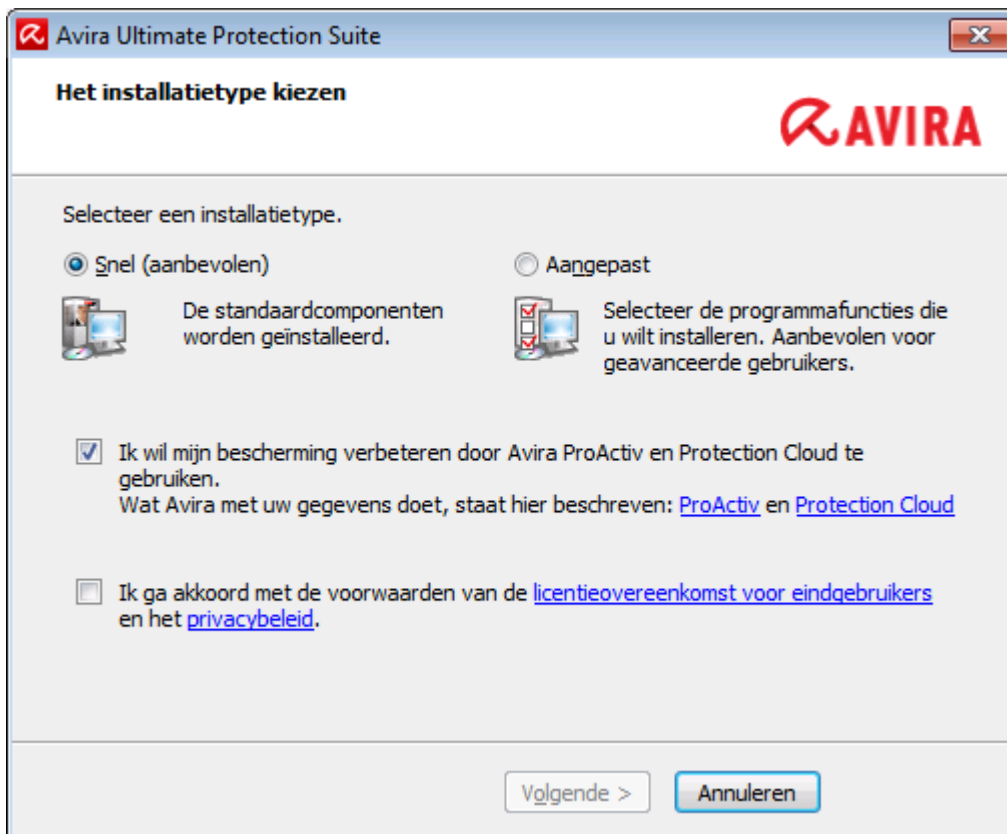 Avira Ultimate Protection Suite
Het installatietype kiezen
AVIRA
Selecteer een installatietype.
Snel (aanbevolen)
De standaardcomponenten
worden geïnstalleerd.
Aangepast
Selecteer de programmafuncties die
u wilt installeren. Aanbevolen voor
geavanceerde gebruikers.
Ik wil mijn bescherming verbeteren door Avira ProActiv en Protection Cloud te
gebruiken.
Wat Avira met uw gegevens doet, staat hier beschreven: ProActiv en Protection Cloud
Ik ga akkoord met de voorwaarden van de licentieovereenkomst voor eindgebruikers
en het privacybeleid.
Volgende >
Annuleren